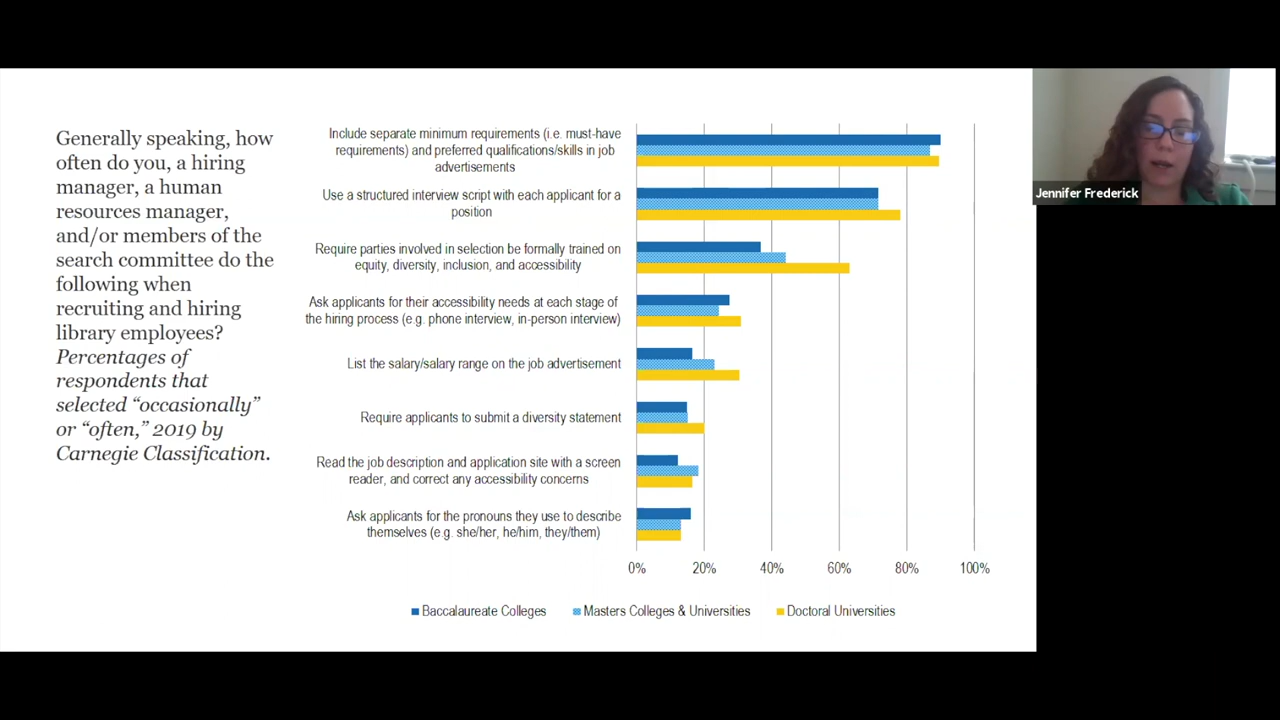 Generally speaking, how
often do you, a hiring
manager, a human
resources manager,
and/or members of the
search committee do the
following when
recruiting and hiring
library employees?
Percentages of
respondents that
selected “occasionally”
or “often,” 2019 by
Carnegie Classification.
Include separate minimum requirements (i.e. must-have
requirements) and preferred qualifications/skills in job
advertisements
Use a structured interview script with each applicant for a
position
Require parties involved in selection be formally trained on
equity, diversity, inclusion, and accessibility
Ask applicants for their accessibility needs at each stage of
the hiring process (e.g. phone interview, in-person interview)
List the salary/salary range on the job advertisement
Require applicants to submit a diversity statement
Read the job description and application site with a screen
reader, and correct any accessibility concerns
Ask applicants for the pronouns they use to describe
themselves (e.g. she/her, he/him, they/them)
0% 20% 40% 60% 80% 100%
Baccalaureate Colleges Masters Colleges & Universities Doctoral Universities
Jennifer Frederick